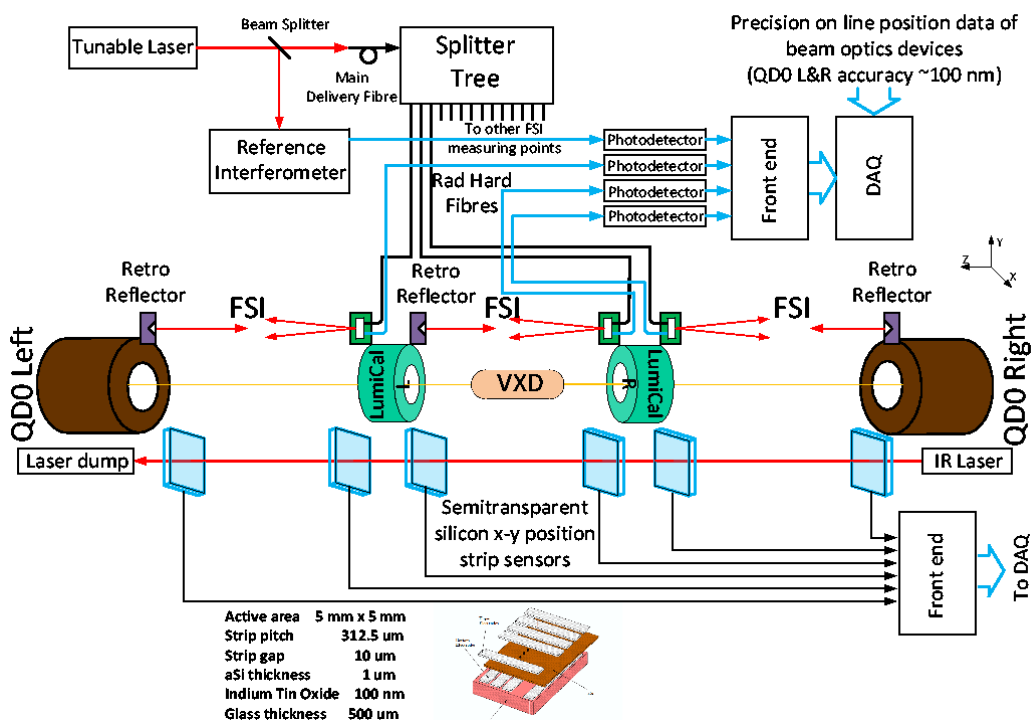 Tunable Laser
Beam Splitter
Main
Delivery Fibre
Splitter
Tree
Precision on line position data of
beam optics devices
(QD0 L&R accuracy ~100 nm)
To other FSI
measuring points
Reference
Interferometer
Rad Hard
Fibres
Photodetector
Photodetector
Photodetector
Photodetector
Front end
DAQ
Y
Z
X
Retro
Reflector
FSI
Retro
Reflector
FSI
FSI
Retro
Reflector
QD0 Left
LumiCal
L
VXD
R
LumiCal
QD0 Right
Laser dump
IR Laser
Semitransparent
silicon x-y position
strip sensors
Front end
To DAQ
Active area 5 mm x 5 mm
Strip pitch 312.5 um
Strip gap 10 um
aSi thickness 1 um
Indium Tin Oxide 100 nm
Glass thickness 500 um